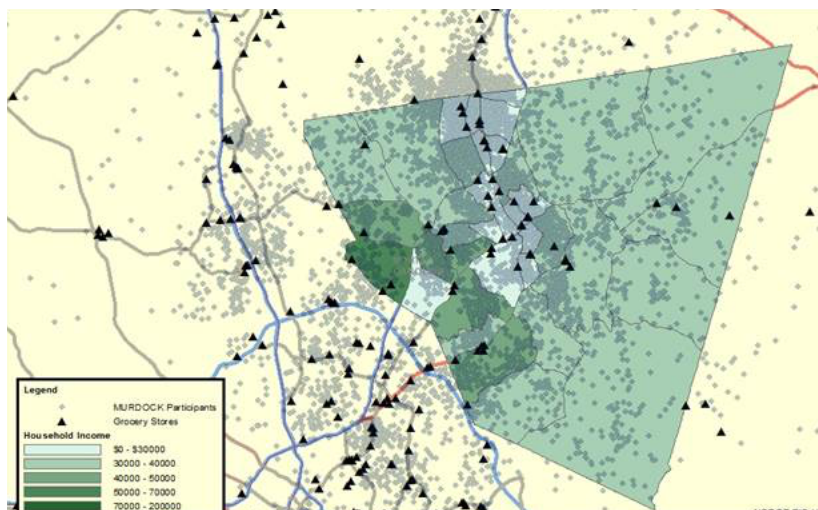 Legend
MURDOCK Participants
Grocery Stores
Household Income
$0 - $30000
30000 - 40000
40000 - 50000
50000 - 70000
70000 - 200000